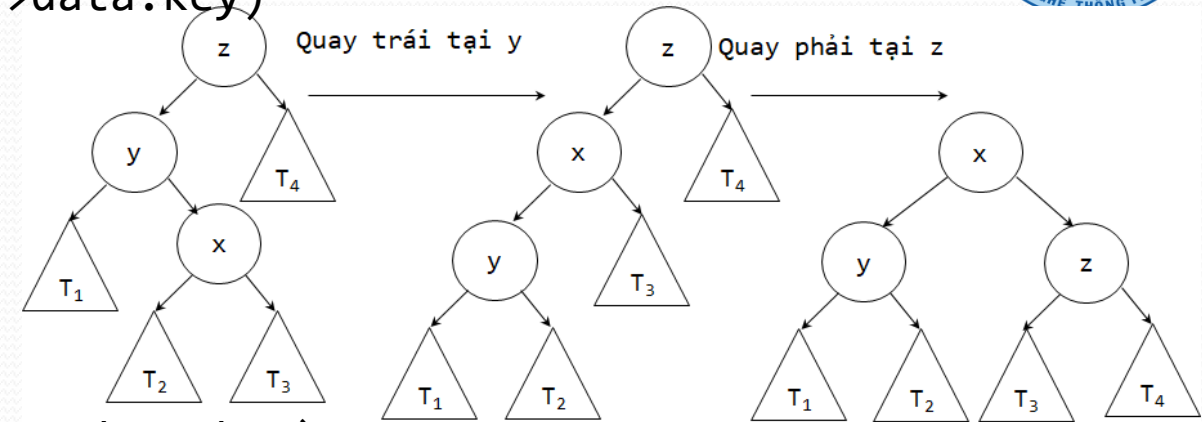 >data.key)
Quay trái tại y
Quay phải tại z
z
y
T4
T1
x
T2
T3
z
x
T4
y
T3
T1
T2
x
y
z
T1
T2
T3
T4